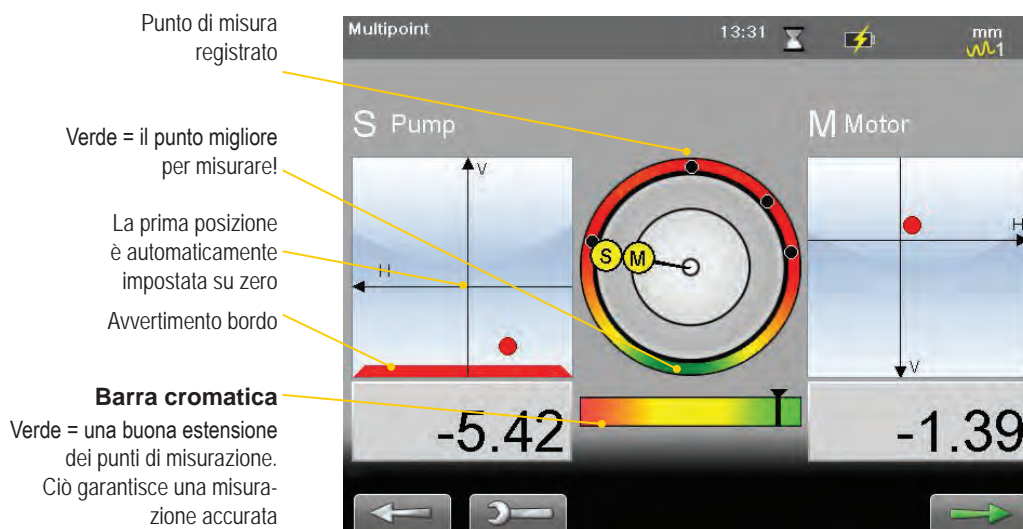 Punto di misura
registrato
Verde = il punto migliore
per misurare!
La prima posizione
è automaticamente
impostata su zero
Avvertimento bordo
Barra cromatica
Verde = una buona estensione
dei punti di misurazione.
Ciò garantisce una misura-
zione accurata
Multipoint
13:31
mm
1
S Pump
M Motor
V
H
S M
H
V
-5.42
-1.39